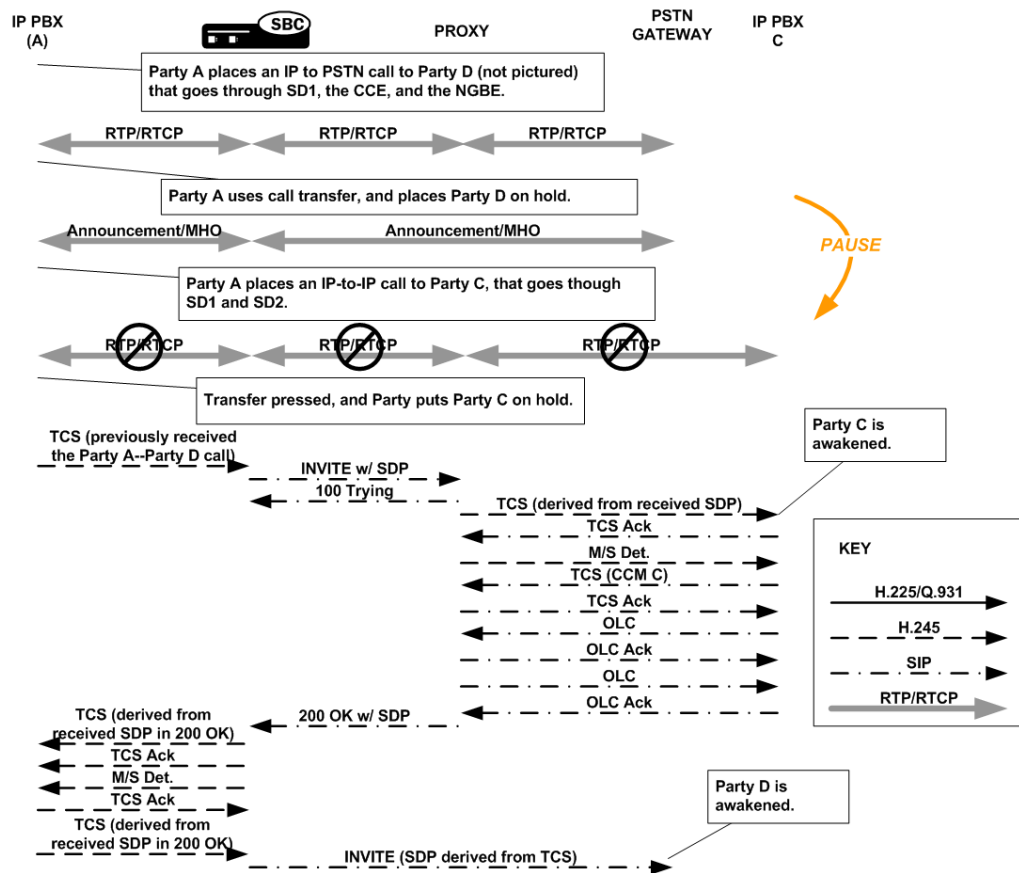 IP PBX
(A)
SBC
PROXY
PSTN
GATEWAY
IP PBX
C
Party A places an IP to PSTN call to Party D (not pictured)
that goes through SD1, the CCE, and the NGBE.
RTP/RTCP
RTP/RTCP
RTP/RTCP
Party A uses call transfer, and places Party D on hold.
Announcement/MHO
Announcement/MHO
PAUSE
Party A places an IP-to-IP call to Party C, that goes though
SD1 and SD2.
RTP/RTCP
RTP/RTCP
RTP/RTCP
Transfer pressed, and Party puts Party C on hold.
Party C is
awakened.
TCS (previously received
the Party A--Party D call)
INVITE w/ SDP
100 Trying
TCS (derived from received SDP)
TCS Ack
M/S Det.
TCS (CCM C)
TCS Ack
OLC
OLC Ack
OLC
OLC Ack
KEY
H.225/Q.931
H.245
SIP
RTP/RTCP
200 OK w/ SDP
TCS (derived from
received SDP in 200 OK)
TCS Ack
M/S Det.
TCS Ack
TCS (derived from
received SDP in 200 OK)
Party D is
awakened.
INVITE (SDP derived from TCS)